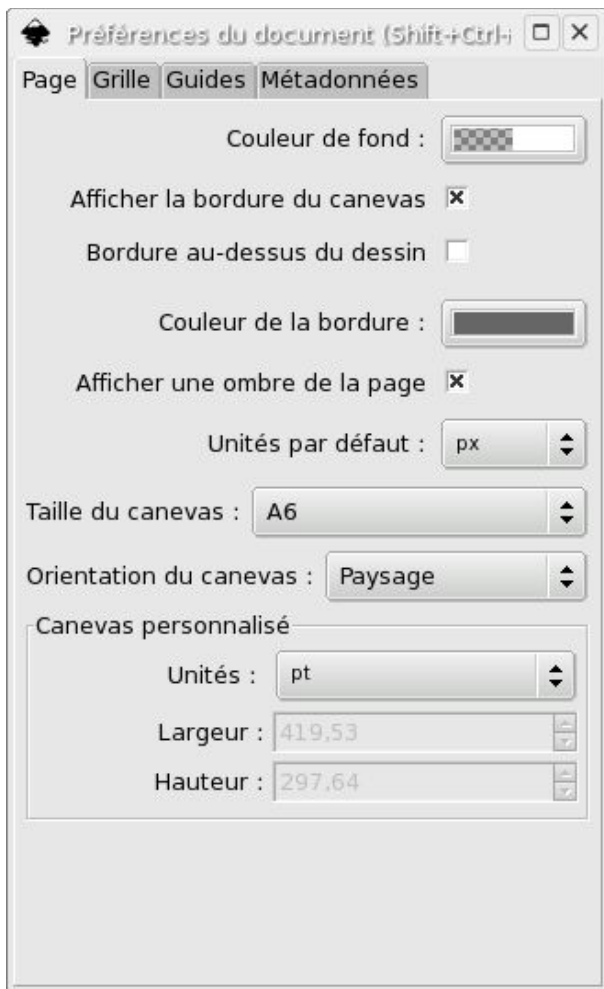 Préférences du document (Shift+Ctrl+
Page Grille Guides Métadonnées
Couleur de fond :
Afficher la bordure du canevas
Bordure au-dessus du dessin
Couleur de la bordure :
Afficher une ombre de la page
Unités par défaut : px
Taille du canevas : A6
Orientation du canevas : Paysage
Canevas personnalisé
Unités : pt
Largeur : 419,53
Hauteur : 297,64